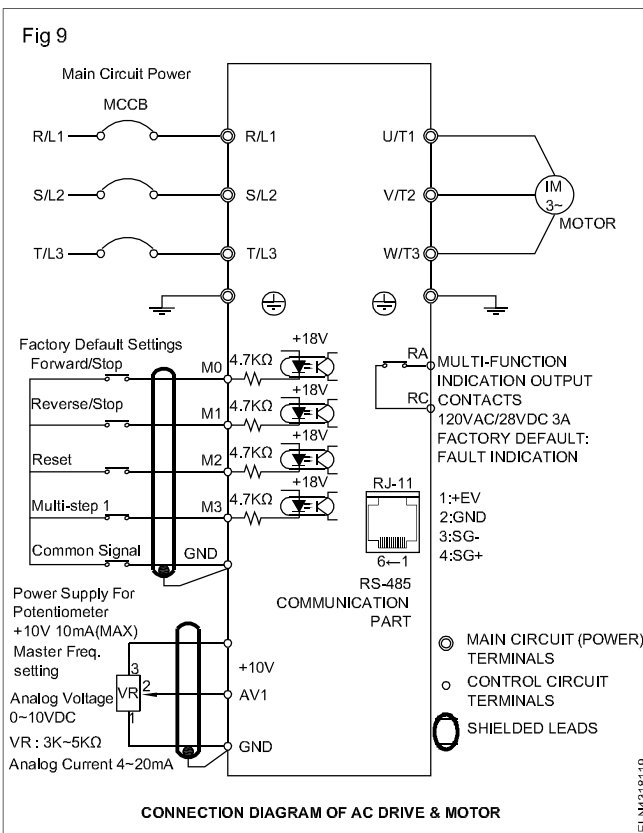 Fig 9
Main Circuit Power
MCCB
R/L1
R/L1
U/T1
S/L2
S/L2
V/T2
IM
3~
MOTOR
T/L3
T/L3
W/T3
Factory Default Settings
Forward/Stop
M0
4.7KΩ
+18V
Reverse/Stop
M1
4.7KΩ
+18V
Reset
M2
4.7KΩ
+18V
Multi-step 1
M3
4.7KΩ
+18V
Common Signal
GND
RA
RC
MULTI-FUNCTION
INDICATION OUTPUT
CONTACTS
120VAC/28VDC 3A
FACTORY DEFAULT:
FAULT INDICATION
RJ-11
6←1
1:+EV
2:GND
3:SG-
4:SG+
RS-485
COMMUNICATION
PART
Power Supply For
Potentiometer
+10V 10mA(MAX)
Master Freq.
setting
3
VR
2
1
Analog Voltage
0~10VDC
VR : 3K~5KΩ
Analog Current 4~20mA
+10V
AV1
GND
MAIN CIRCUIT (POWER)
TERMINALS
CONTROL CIRCUIT
TERMINALS
SHIELDED LEADS
CONNECTION DIAGRAM OF AC DRIVE & MOTOR